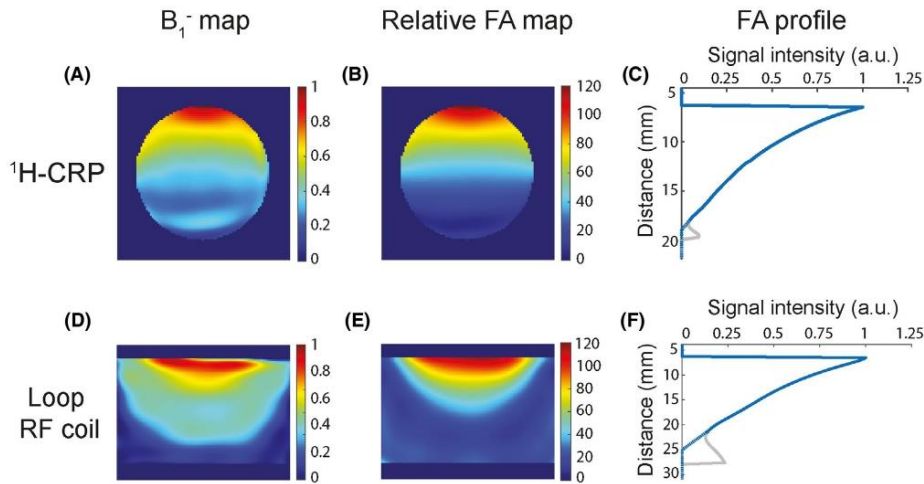 B₁⁻ map
Relative FA map
FA profile
¹H-CRP
(A)
1
0.8
0.6
0.4
0.2
0
(B)
120
100
80
60
40
20
0
(C)
Signal intensity (a.u.)
0 0.25 0.5 0.75 1 1.25
Distance (mm)
5
10
15
20
Loop
RF coil
(D)
1
0.8
0.6
0.4
0.2
0
(E)
120
100
80
60
40
20
0
(F)
Signal intensity (a.u.)
0 0.25 0.5 0.75 1 1.25
Distance (mm)
5
10
15
20
25
30